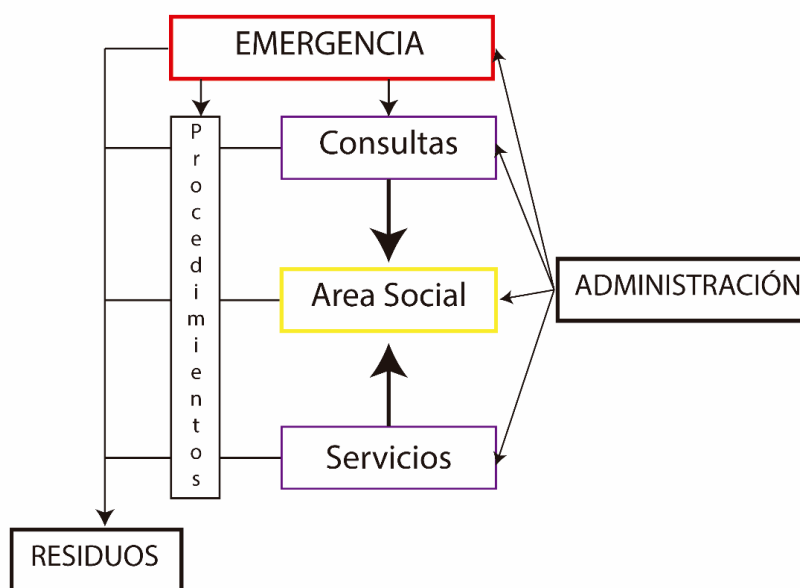 EMERGENCIA
Procedimientos
Consultas
Area Social
ADMINISTRACIÓN
Servicios
RESIDUOS